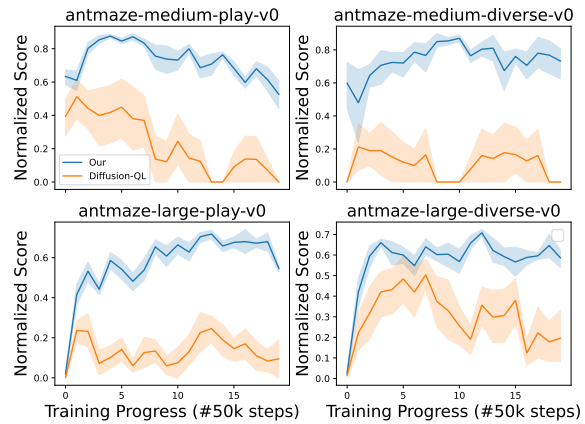 antmaze-medium-play-v0
antmaze-medium-diverse-v0
Normalized Score
0.8
0.6
0.4
0.2
0.0
Our
Diffusion-QL
Normalized Score
0.8
0.6
0.4
0.2
0.0
antmaze-large-play-v0
antmaze-large-diverse-v0
Normalized Score
0.6
0.4
0.2
0.0
0 5 10 15
Training Progress (#50k steps)
Normalized Score
0.7
0.6
0.5
0.4
0.3
0.2
0.1
0.0
0 5 10 15
Training Progress (#50k steps)